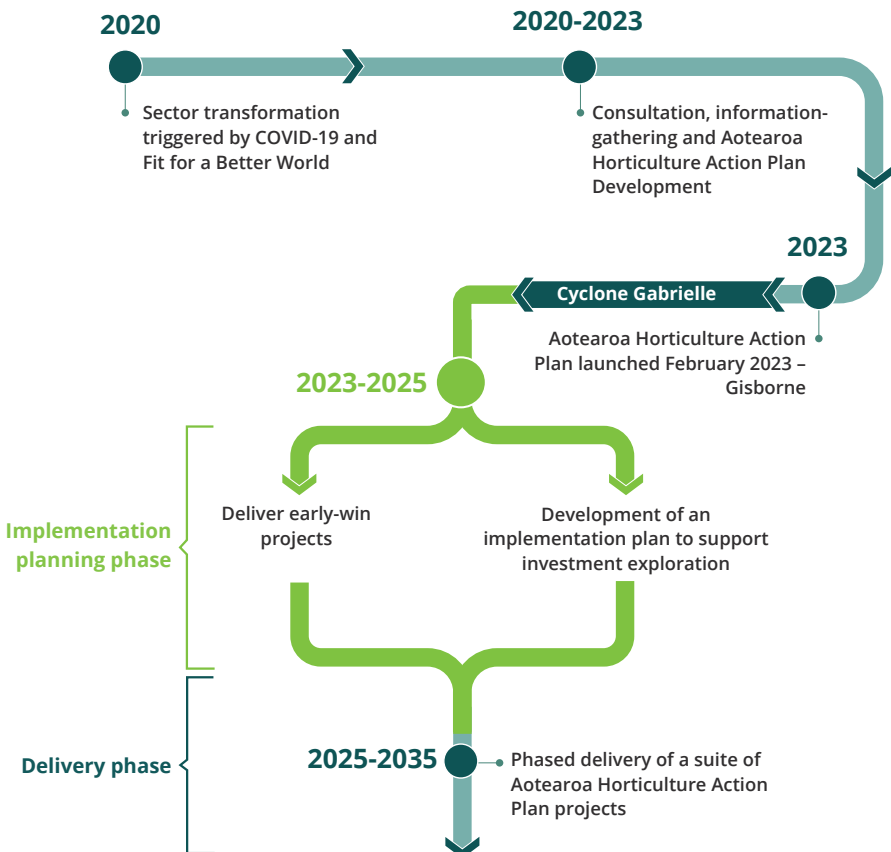 2020
Sector transformation
triggered by COVID-19 and
Fit for a Better World
2020-2023
Consultation, information-
gathering and Aotearoa
Horticulture Action Plan
Development
2023
Aotearoa Horticulture Action
Plan launched February 2023 –
Gisborne
Cyclone Gabrielle
2023-2025
Implementation
planning phase
Deliver early-win
projects
Development of an
implementation plan to support
investment exploration
Delivery phase
2025-2035
Phased delivery of a suite of
Aotearoa Horticulture Action
Plan projects